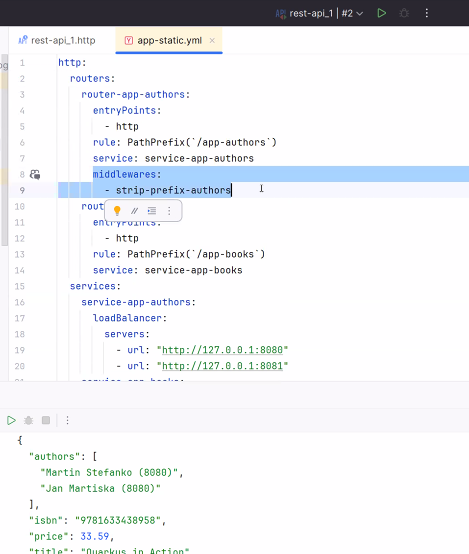 rest-api_1 | #2
rest-api_1.http
app-static.yml
1 http:
2 routers:
3 router-app-authors:
4 entryPoints:
5 - http
6 rule: PathPrefix(`/app-authors`)
7 service: service-app-authors
8 middlewares:
9 - strip-prefix-authors
10 rout
11 entryPoints:
12 - http
13 rule: PathPrefix(`/app-books`)
14 service: service-app-books
15 services:
16 service-app-authors:
17 loadBalancer:
18 servers:
19 - url: "http://127.0.0.1:8080"
20 - url: "http://127.0.0.1:8081"
21 service-app-books:
{
"authors": [
"Martin Stefanko (8080)",
"Jan Martiska (8080)"
],
"isbn": "9781633438958",
"price": 33.59,
"title": "Quarkus in Action"